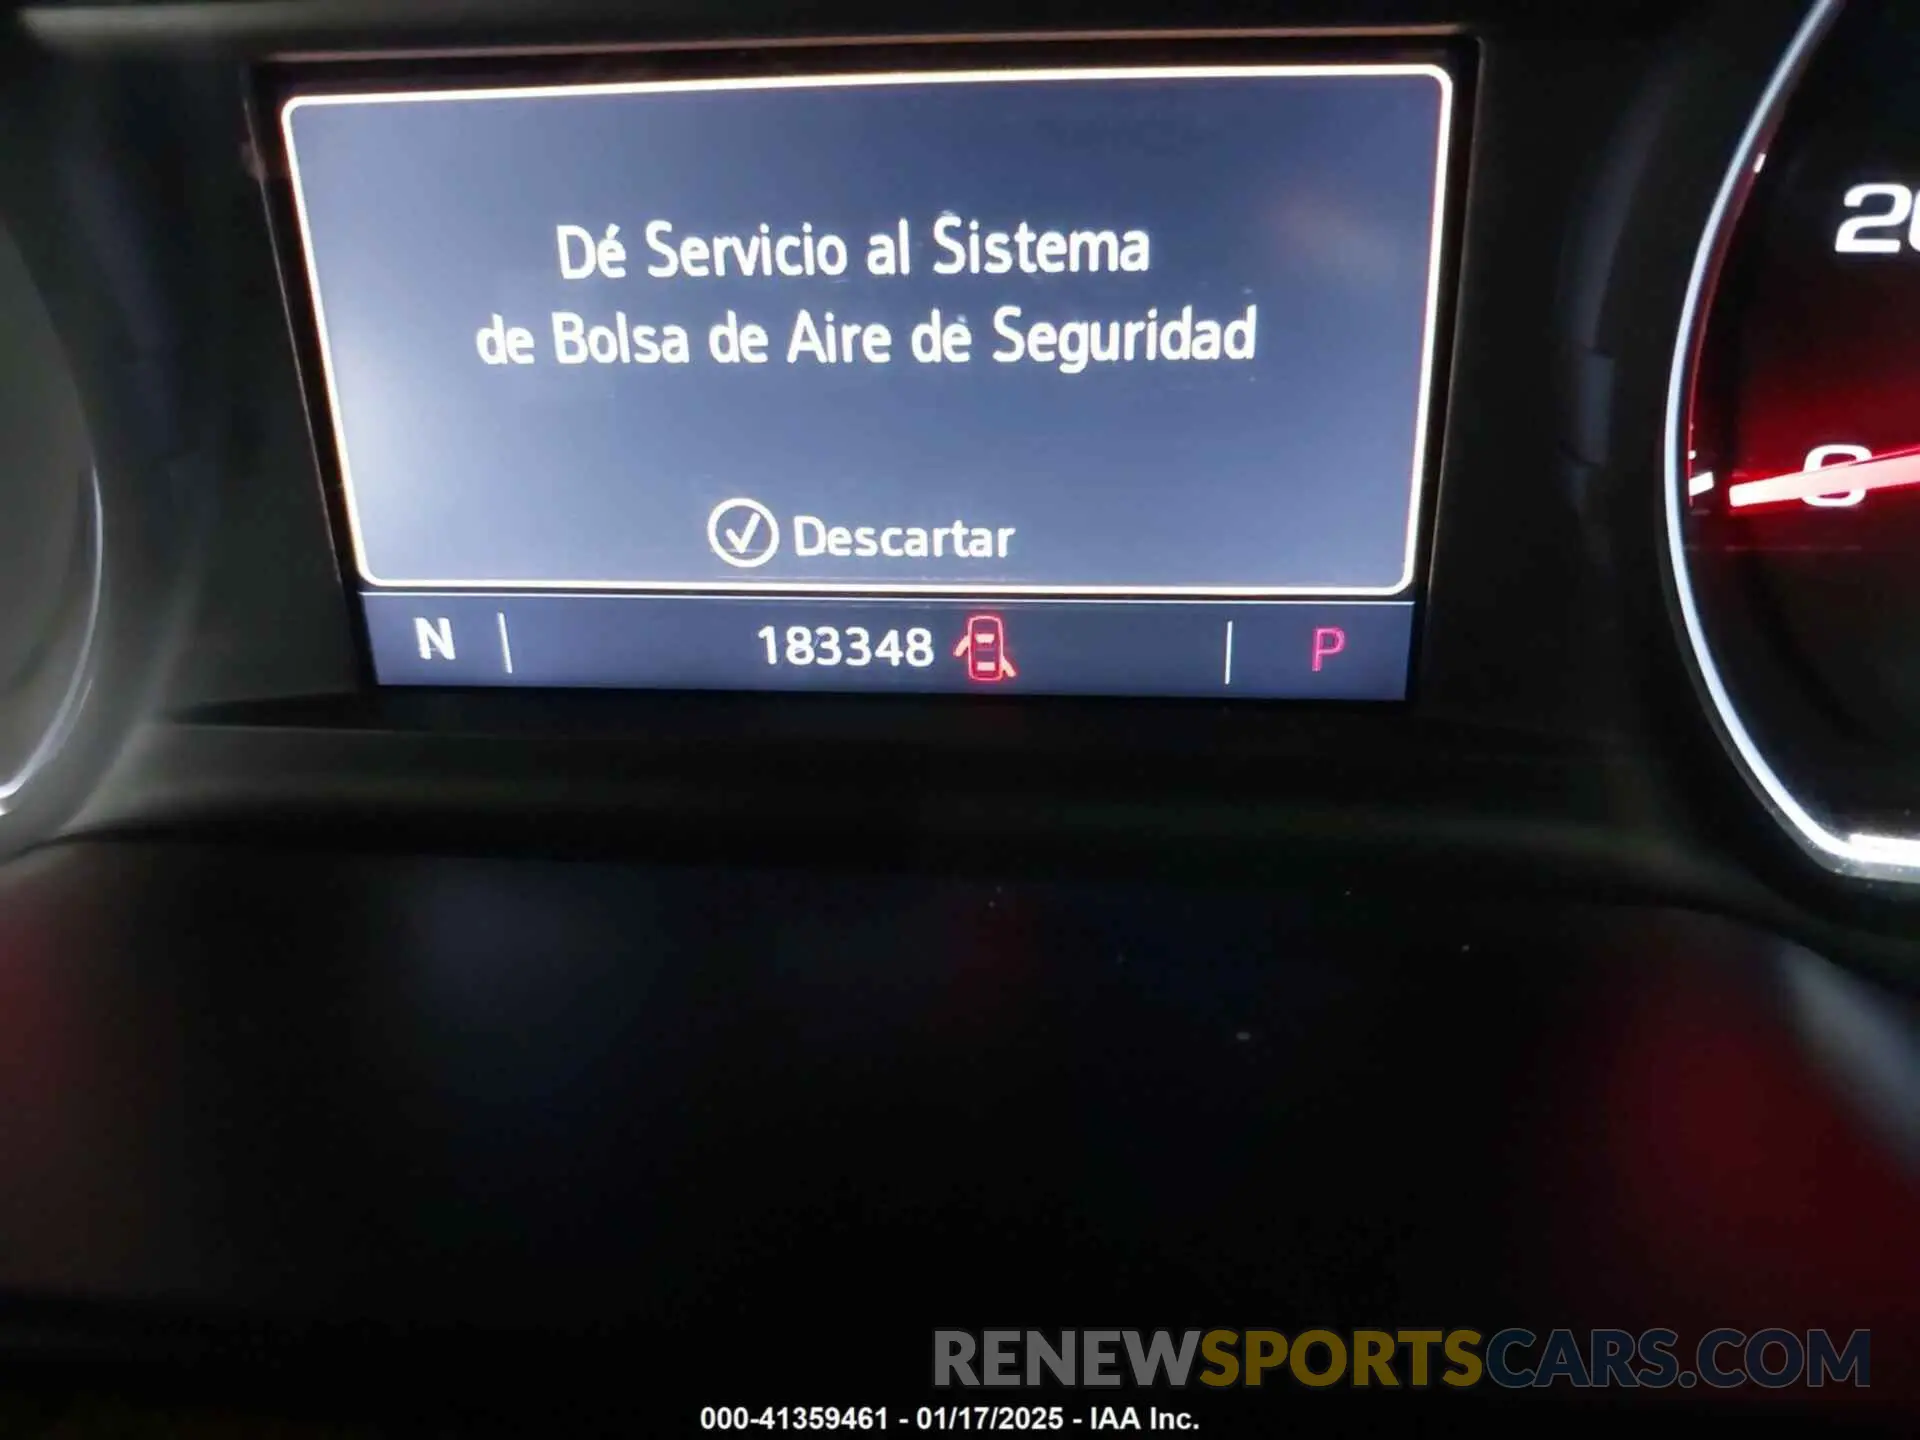 Dé Servicio al Sistema
de Bolsa de Aire de Seguridad
Descartar
N 183348 P
0
RENEWSPORTSCARS.COM
000-41359461 - 01/17/2025 - IAA Inc.